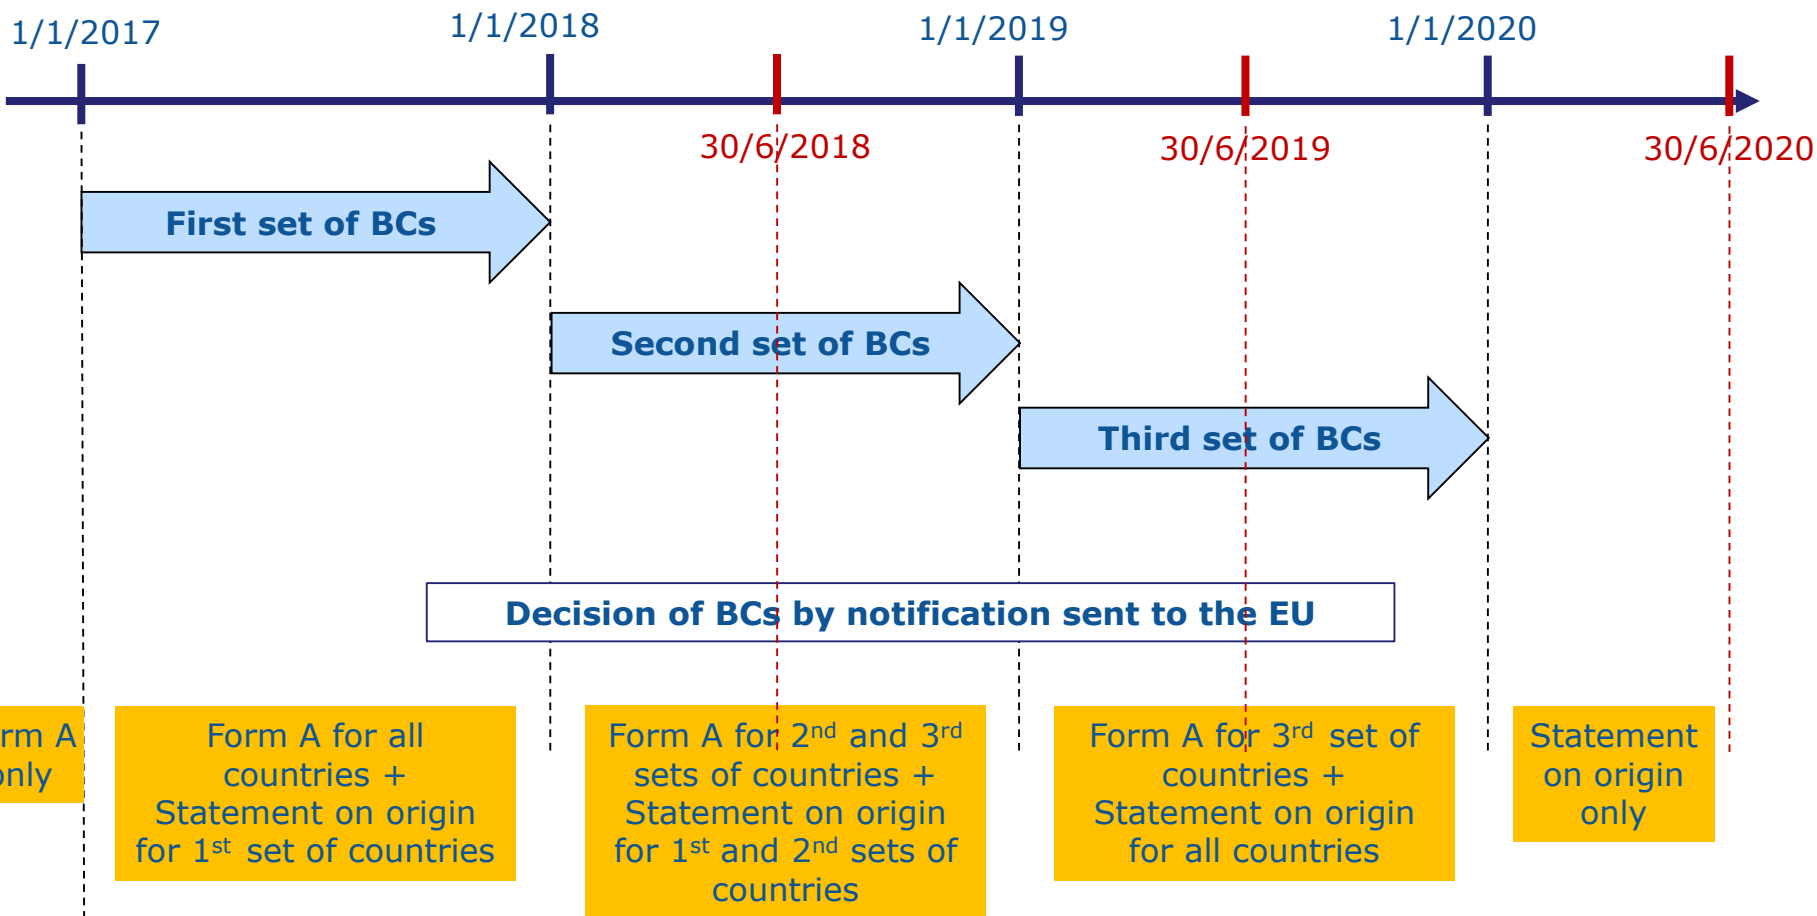 1/1/2017
1/1/2018
1/1/2019
1/1/2020
30/6/2018
30/6/2019
30/6/2020
First set of BCs
Second set of BCs
Third set of BCs
Decision of BCs by notification sent to the EU
rm A
only
Form A for all
countries +
Statement on origin
for 1st set of countries
Form A for 2nd and 3rd
sets of countries +
Statement on origin
for 1st and 2nd sets of
countries
Form A for 3rd set of
countries +
Statement on origin
for all countries
Statement
on origin
only